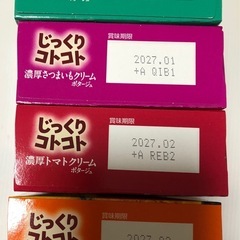 じっくり
コトコト
濃厚さつまいもクリーム
ポタージュ
賞味期限
2027.01
+A QIB1
じっくり
コトコト
濃厚トマトクリーム
ポタージュ
賞味期限
2027.02
+A REB2
じっくり
コトコト
賞味期限
2027.02